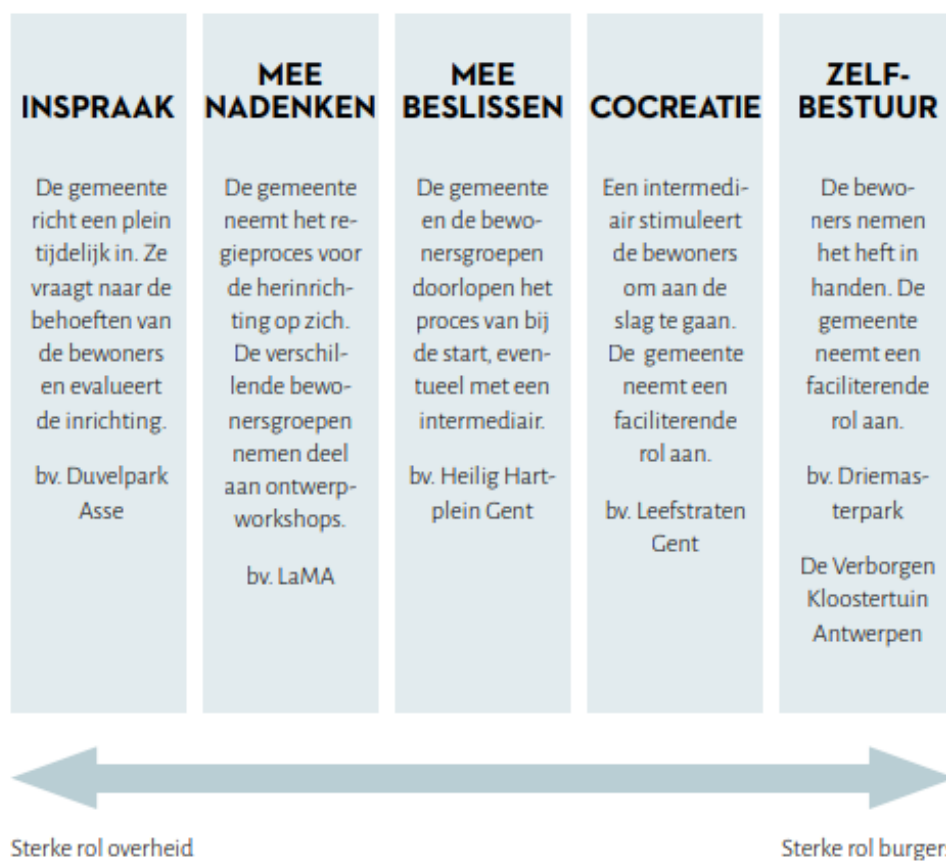 INSPRAAK
De gemeente
richt een plein
tijdelijk in. Ze
vraagt naar de
behoeften van
de bewoners
en evalueert
de inrichting.
bv. Duvelpark
Asse
MEE
NADENKEN
De gemeente
neemt het re-
gieproces voor
de herinrich-
ting op zich.
De verschil-
lende bewo-
nersgroepen
nemen deel
aan ontwerp-
workshops.
bv. LaMA
MEE
BESLISSEN
De gemeente
en de bewo-
nersgroepen
doorlopen het
proces van bij
de start, even-
tueel met een
intermediair.
bv. Heilig Hart-
plein Gent
COCREATIE
Een intermedi-
air stimuleert
de bewoners
om aan de
slag te gaan.
De gemeente
neemt een
faciliterende
rol aan.
bv. Leefstraten
Gent
ZELF-
BESTUUR
De bewo-
ners nemen
het heft in
handen. De
gemeente
neemt een
faciliterende
rol aan.
bv. Driemas-
terpark
De Verborgen
Kloostertuin
Antwerpen
Sterke rol overheid
Sterke rol burgers